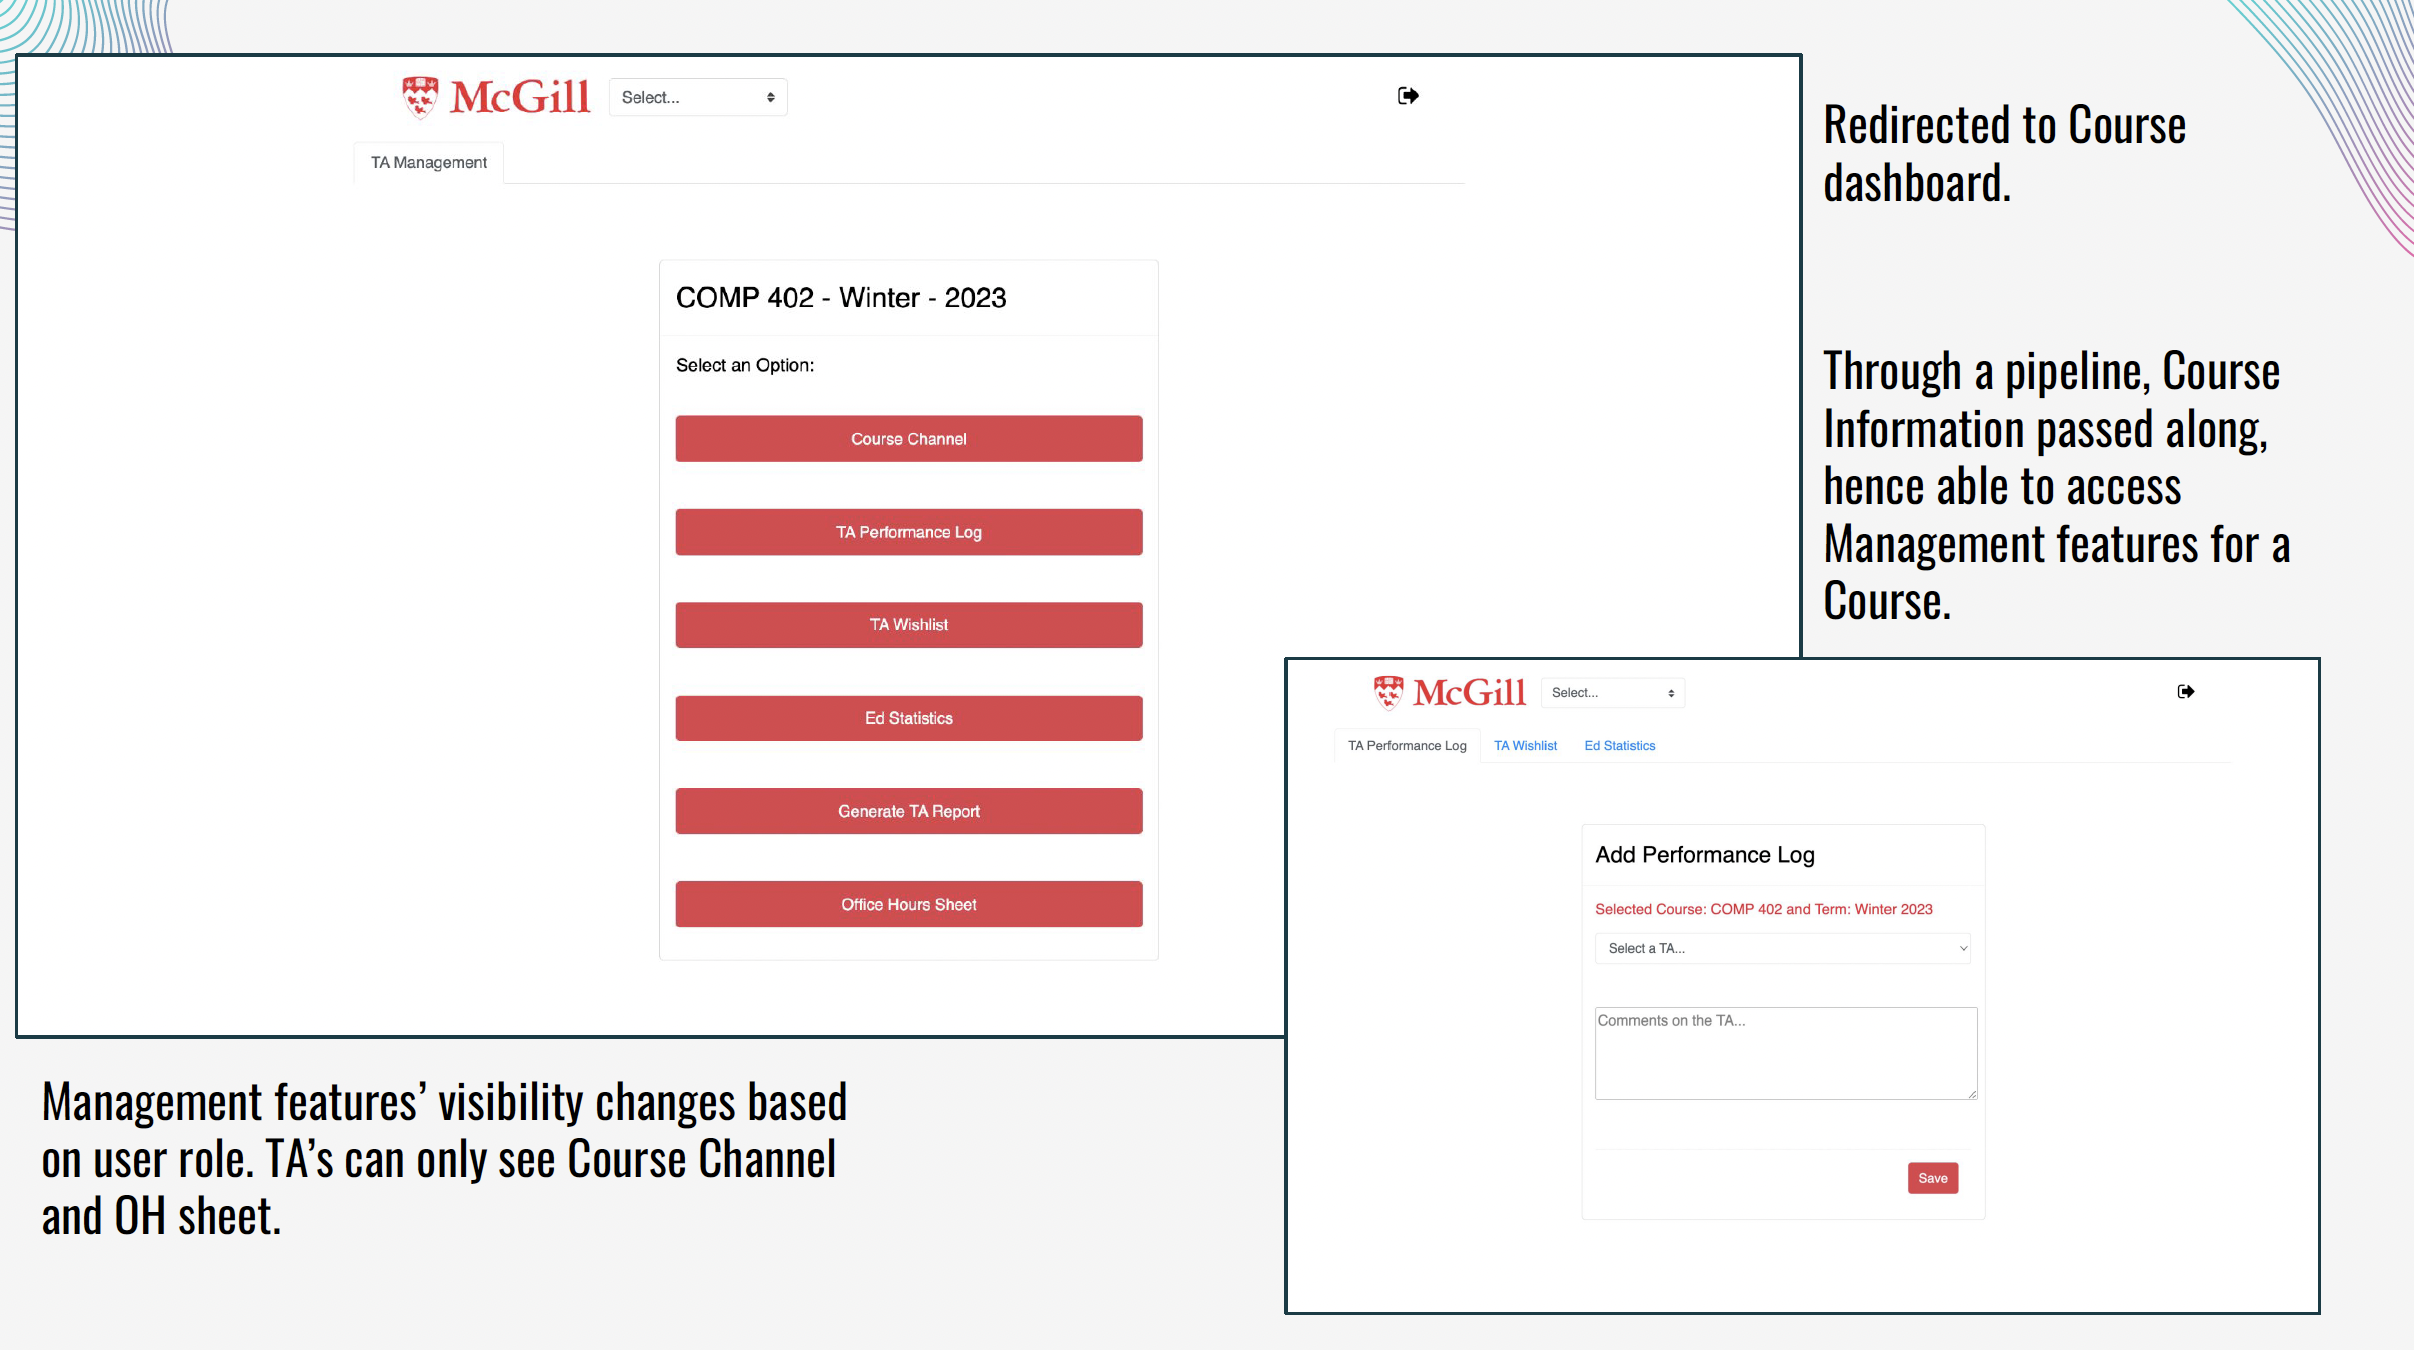 McGill
Select...
TA Management
COMP 402 - Winter - 2023
Select an Option:
Course Channel
TA Performance Log
TA Wishlist
Ed Statistics
Generate TA Report
Office Hours Sheet
Redirected to Course
dashboard.
Through a pipeline, Course
Information passed along,
hence able to access
Management features for a
Course.
McGill
Select...
TA Performance Log TA Wishlist Ed Statistics
Add Performance Log
Selected Course: COMP 402 and Term: Winter 2023
Select a TA...
Comments on the TA...
Save
Management features’ visibility changes based
on user role. TA’s can only see Course Channel
and OH sheet.